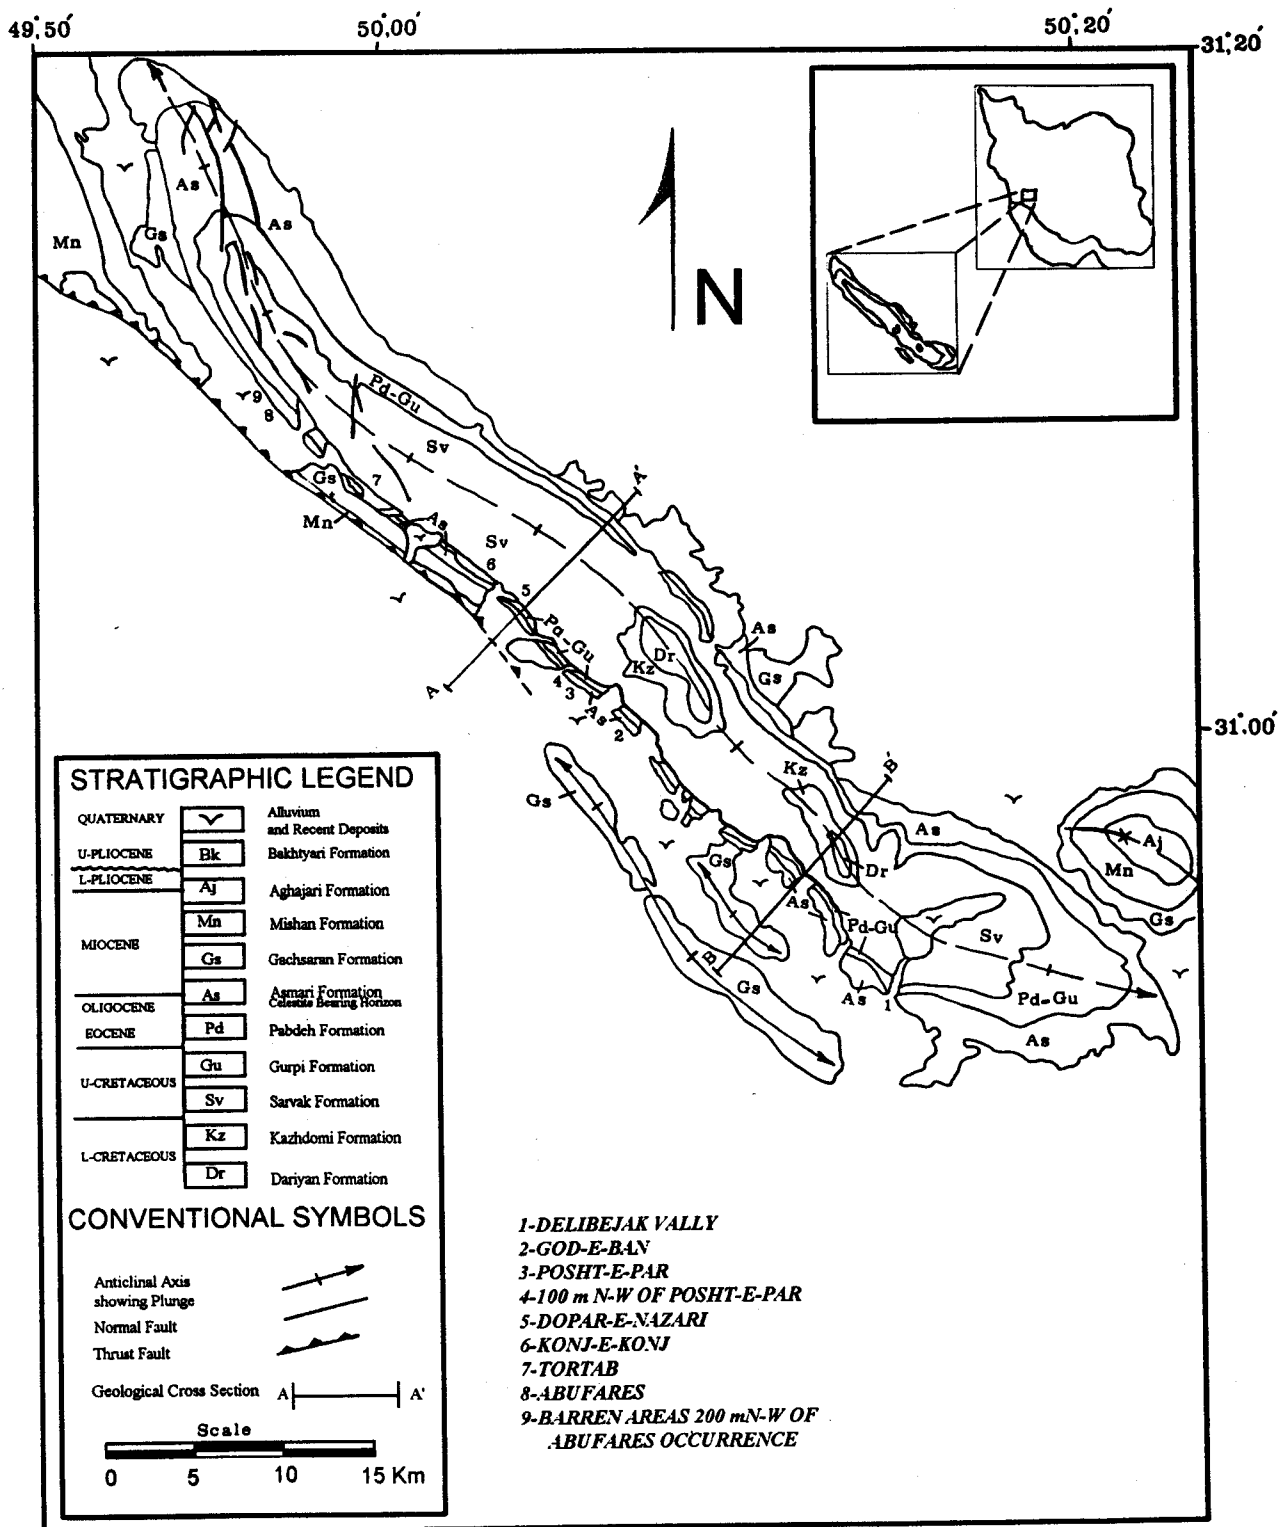 49°50′
50°00′
50°20′
31°20′
As
As
Gs
Mn
N
Pd-Gu
9
8
Sv
Gs
7
A'
Mn
As
Sv
6
5
Pd-Gu
As
Dr
Kz
Gs
4
3
A
As
2
31°00′
Kz
B'
Gs
As
Aj
Mn
Gs
Dr
As
Gs
Pd-Gu
Sv
B
Gs
As
1
Pd-Gu
As
STRATIGRAPHIC LEGEND
QUATERNARY
Alluvium
and Recent Deposits
U-PLIOCENE Bk Bakhtyari Formation
L-PLIOCENE Aj Aghajari Formation
Mn Mishan Formation
MIOCENE
Gs Gachsaran Formation
As Asmari Formation
Celestite Bearing Horizon
OLIGOCENE
EOCENE Pd Pabdeh Formation
Gu Gurpi Formation
U-CRETACEOUS
Sv Sarvak Formation
Kz Kazhdomi Formation
L-CRETACEOUS
Dr Dariyan Formation
CONVENTIONAL SYMBOLS
Anticlinal Axis
showing Plunge
Normal Fault
Thrust Fault
Geological Cross Section A A'
Scale
0 5 10 15 Km
1-DELIBEJAK VALLY
2-GOD-E-BAN
3-POSHT-E-PAR
4-100 m N-W OF POSHT-E-PAR
5-DOPAR-E-NAZARI
6-KONJ-E-KONJ
7-TORTAB
8-ABUFARES
9-BARREN AREAS 200 mN-W OF
ABUFARES OCCURRENCE